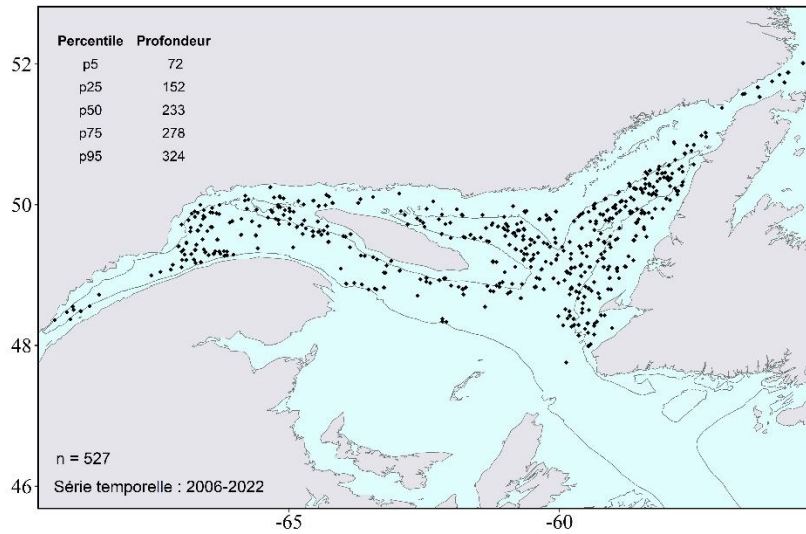 Percentile Profondeur
p5 72
p25 152
p50 233
p75 278
p95 324
52
50
48
46
n = 527
Série temporelle : 2006-2022
-65 -60